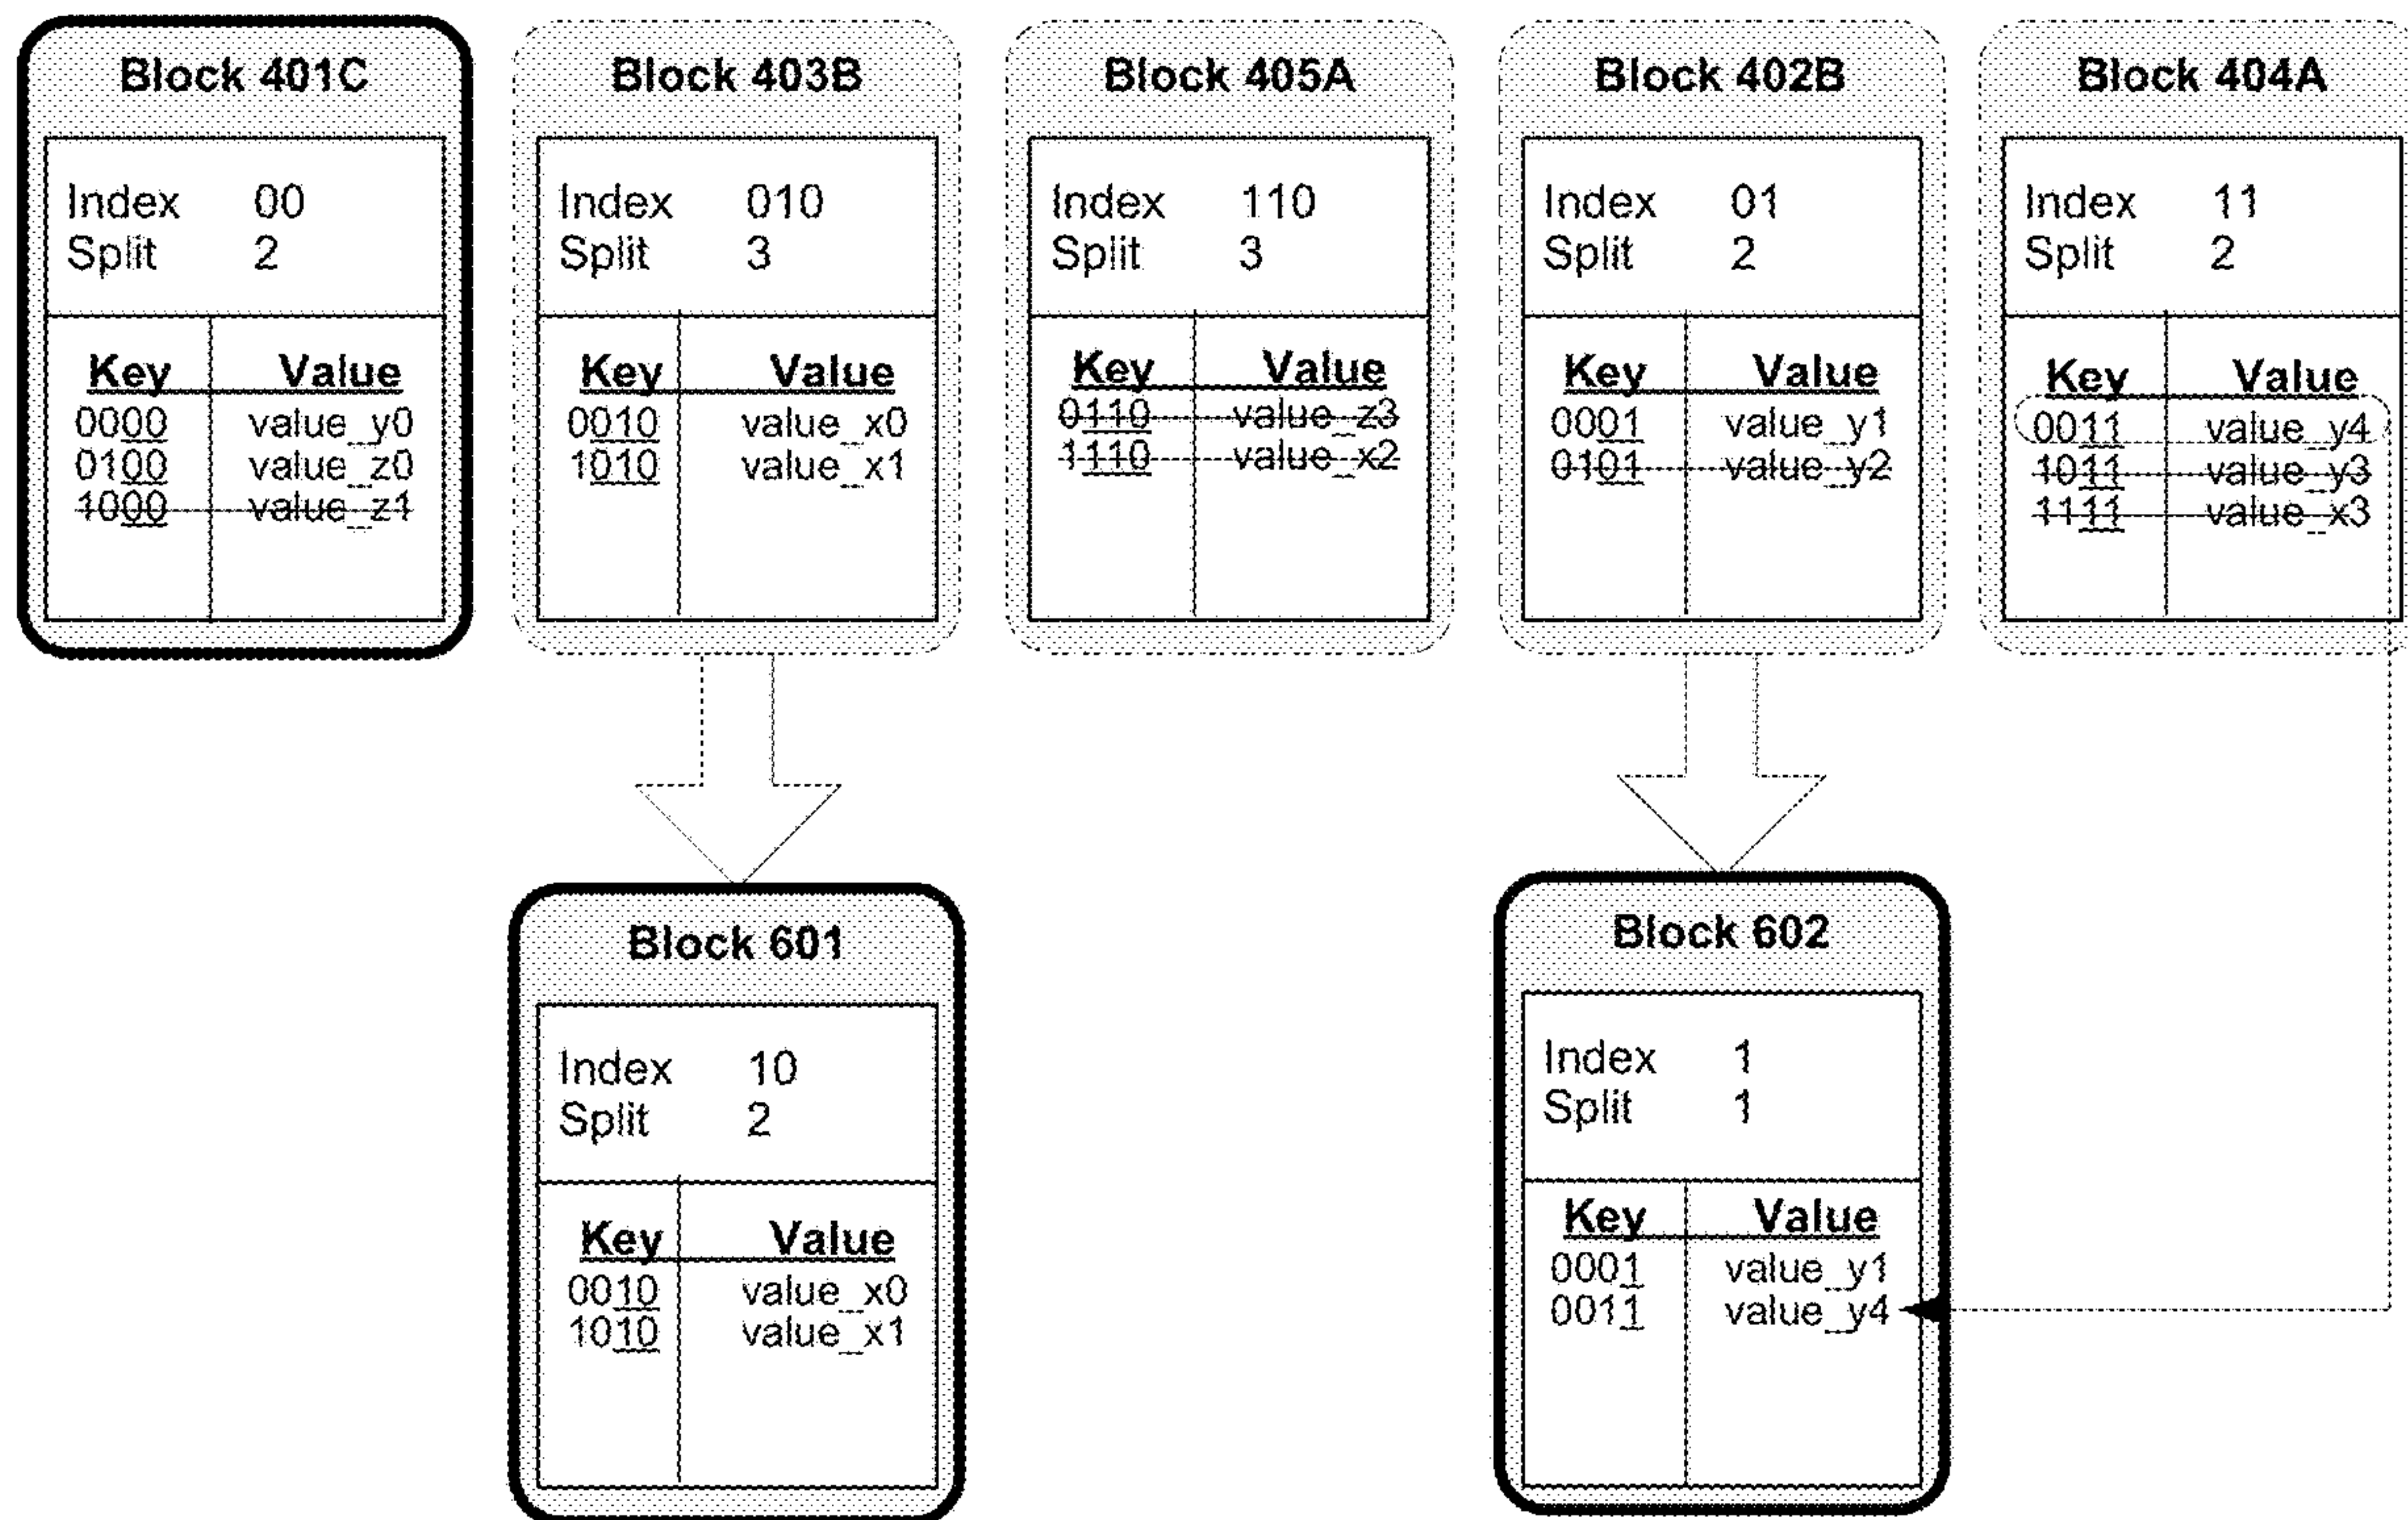 Block 401C
Index 00
Split 2
Key Value
0000 value_y0
0100 value_z0
1000 value_z1
Block 403B
Index 010
Split 3
Key Value
0010 value_x0
1010 value_x1
Block 405A
Index 110
Split 3
Key Value
0110 value_z3
1110 value_x2
Block 402B
Index 01
Split 2
Key Value
0001 value_y1
0101 value_y2
Block 404A
Index 11
Split 2
Key Value
0011 value_y4
1011 value_y3
1111 value_x3
Block 601
Index 10
Split 2
Key Value
0010 value_x0
1010 value_x1
Block 602
Index 1
Split 1
Key Value
0001 value_y1
0011 value_y4